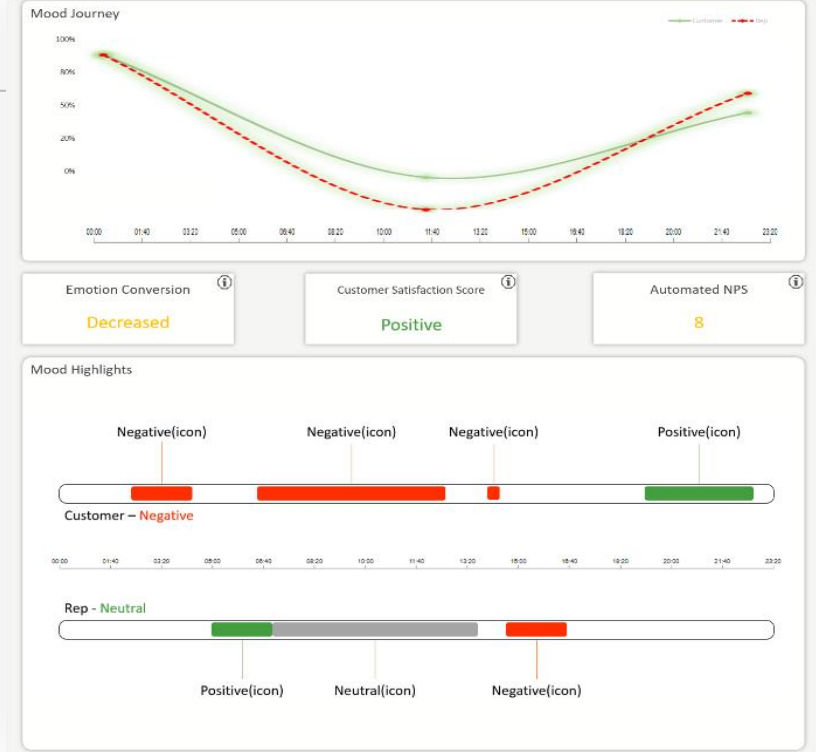 Mood Journey
Customer Rep
100%
80%
50%
20%
0%
00:00 01:40 03:20 05:00 06:40 08:20 10:00 11:40 13:20 15:00 16:40 18:20 20:00 21:40 23:20
Emotion Conversion
Decreased
Customer Satisfaction Score
Positive
Automated NPS
8
Mood Highlights
Negative(icon) Negative(icon) Negative(icon) Positive(icon)
Customer – Negative
00:00 01:40 03:20 05:00 06:40 08:20 10:00 11:40 13:20 15:00 16:40 18:20 20:00 21:40 23:20
Rep - Neutral
Positive(icon) Neutral(icon) Negative(icon)